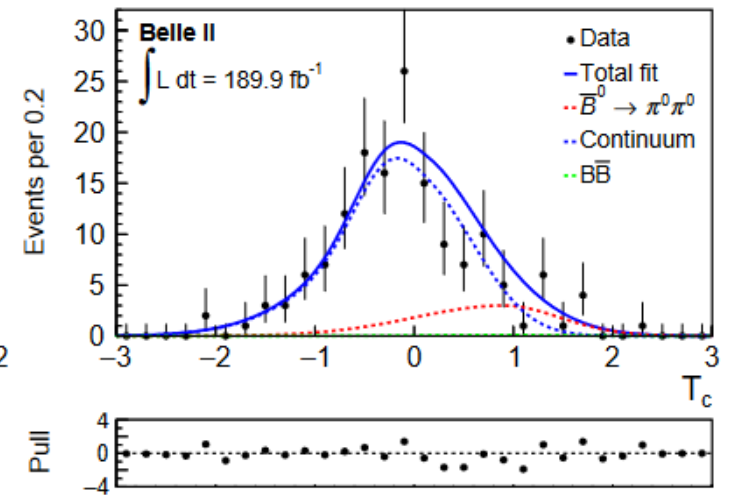 Belle II
∫ L dt = 189.9 fb⁻¹
Data
Total fit
B̅⁰ → π⁰π⁰
Continuum
BB̅
Events per 0.2
30
25
20
15
10
5
0
2
−3 −2 −1 0 1 2 3
T_c
Pull
4
0
−4